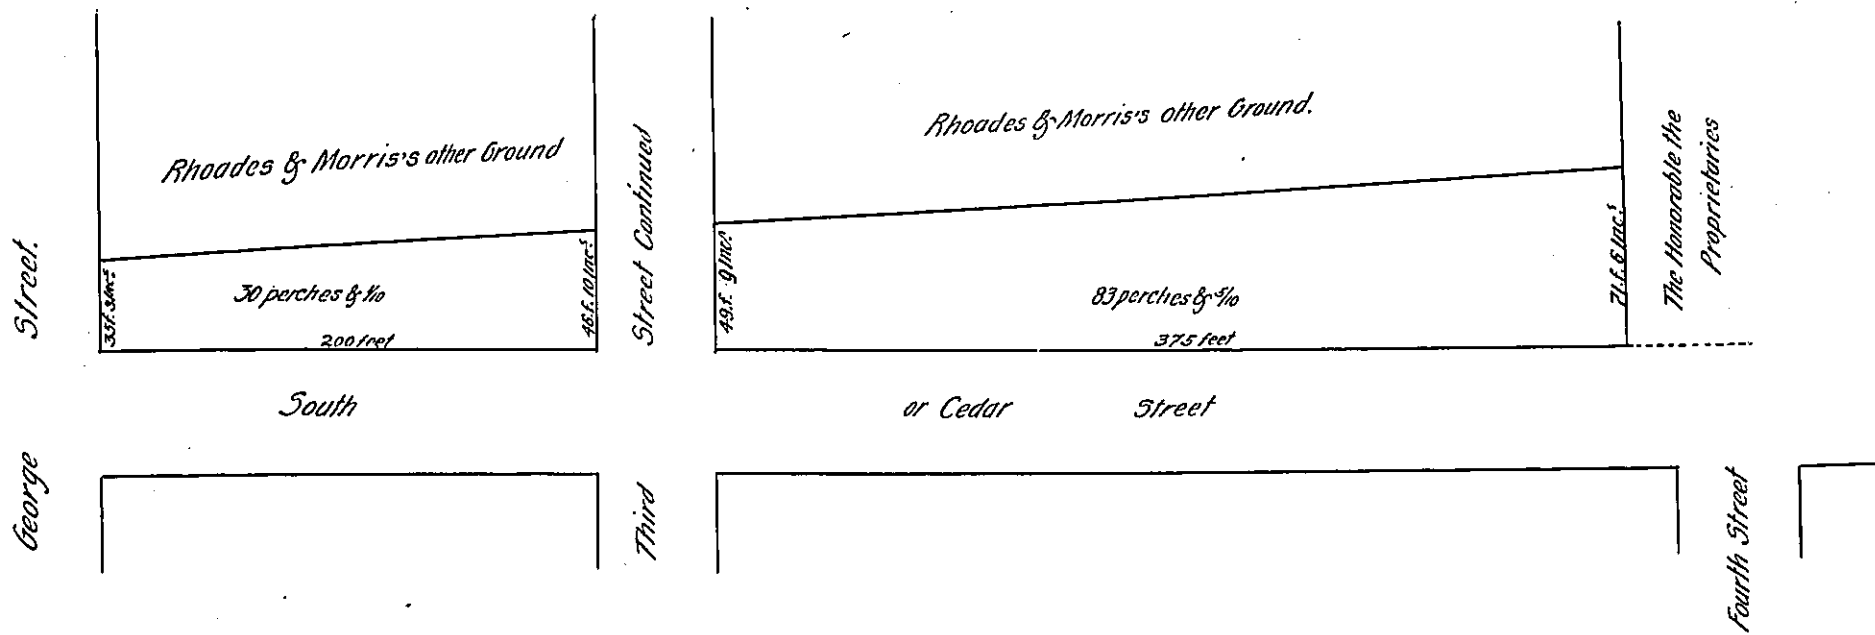 Rhoades & Morris's other Ground
Rhoades & Morris's other Ground.
Street.
George
35f. 3 Inc.s
30 perches & 1/10
200 feet
46.f. 10 Inc.s
Street Continued
Third
49.f. 9 Inc.s
83 perches & 5/10
375 feet
71.f. 6 Inc.s
The Honorable the
Proprietaries
South or Cedar Street
Fourth Street